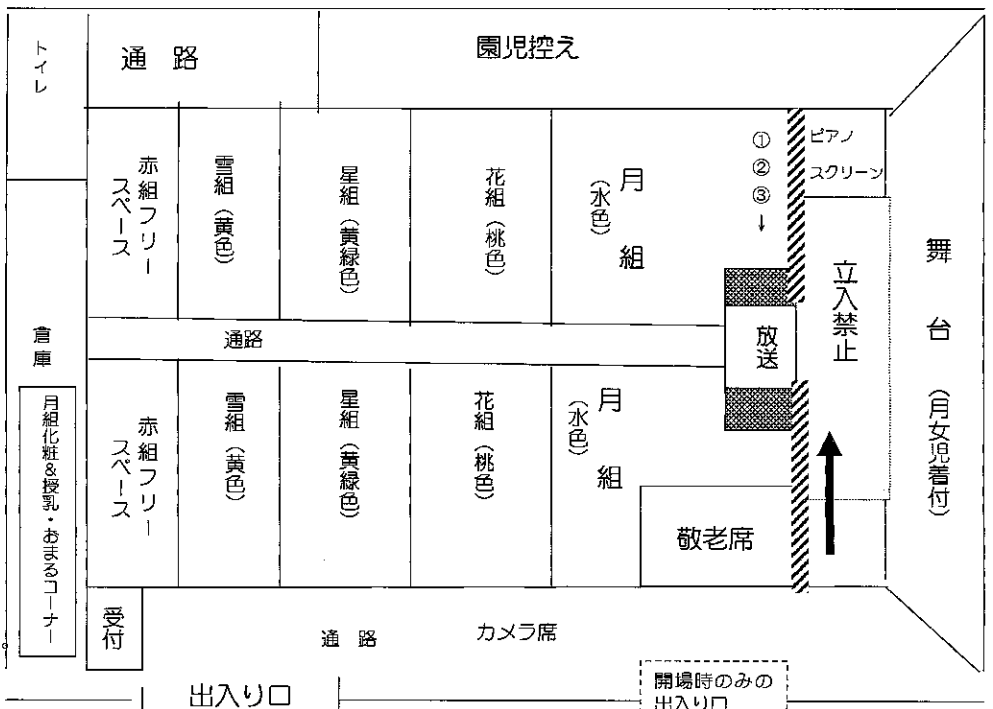 トイレ
通 路
園児控え
赤組フリー
スペース
雪組（黄色）
星組（黄緑色）
花組（桃色）
月 組
（水色）
①
②
③
↓
ピアノ
スクリーン
舞 台 （月女児着付）
立入禁止
放送
通路
倉庫
月組化粧&授乳・おまるコーナー
赤組フリー
スペース
雪組（黄色）
星組（黄緑色）
花組（桃色）
月 組
（水色）
敬老席
受付
通 路
カメラ席
出入り口
開場時のみの
出入り口